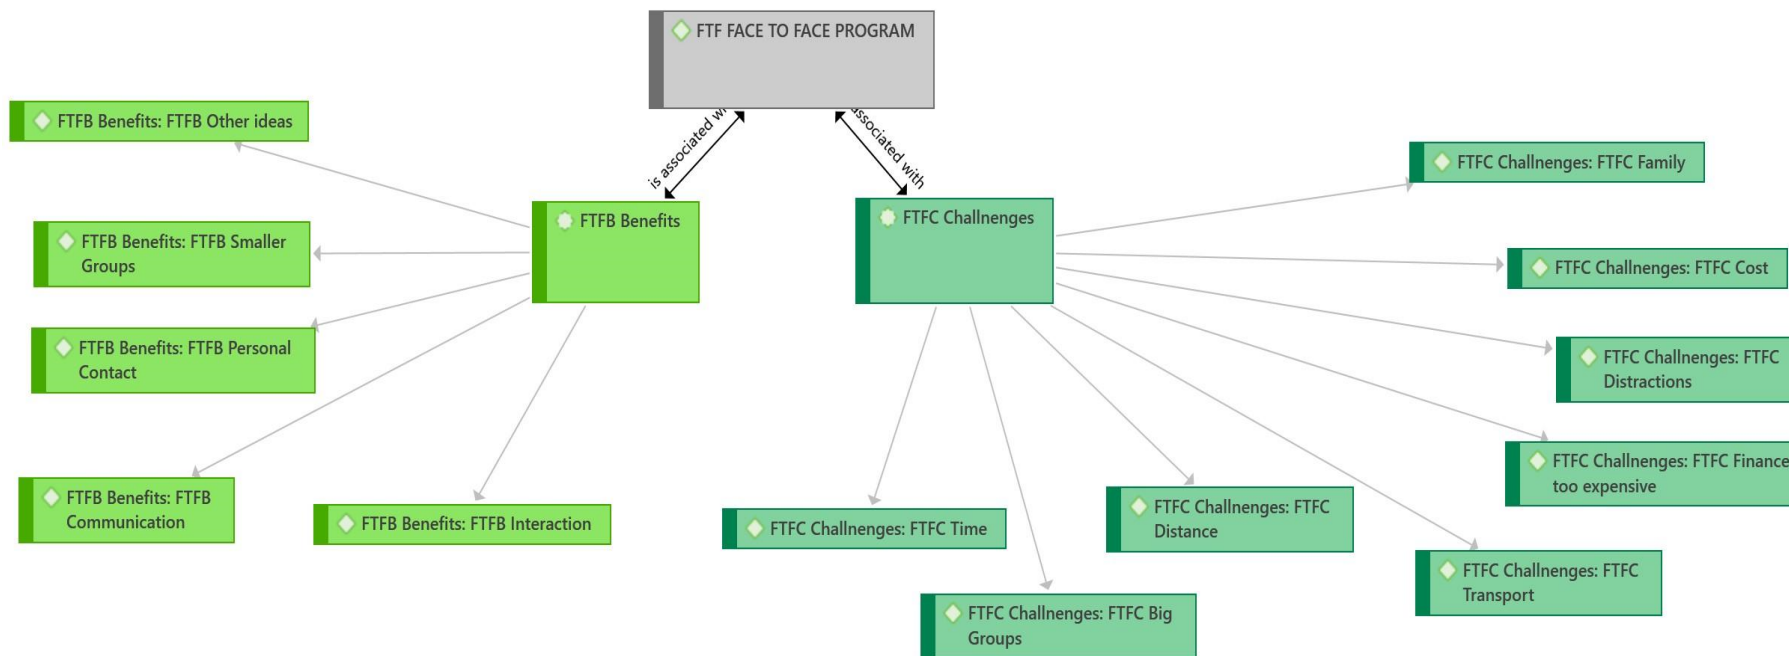 FTF FACE TO FACE PROGRAM
is associated wi
associated with
FTFB Benefits: FTFB Other ideas
FTFB Benefits: FTFB Smaller
Groups
FTFB Benefits: FTFB Personal
Contact
FTFB Benefits: FTFB
Communication
FTFB Benefits: FTFB Interaction
FTFB Benefits
FTFC Challnenges
FTFC Challnenges: FTFC Family
FTFC Challnenges: FTFC Cost
FTFC Challnenges: FTFC
Distractions
FTFC Challnenges: FTFC Finance
too expensive
FTFC Challnenges: FTFC
Transport
FTFC Challnenges: FTFC
Distance
FTFC Challnenges: FTFC Time
FTFC Challnenges: FTFC Big
Groups